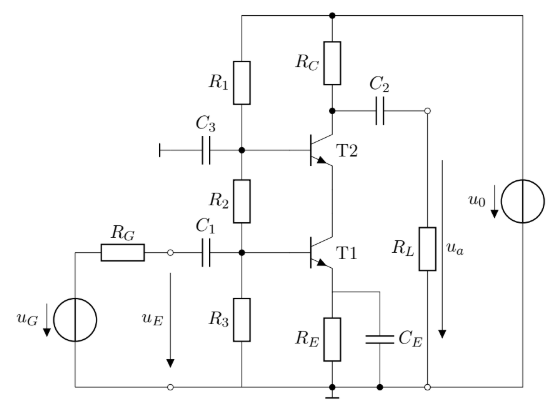 R_C
R_1
C_2
C_3
T2
R_2
u_0
R_G
C_1
T1
R_L
u_a
u_G
u_E
R_3
R_E
C_E